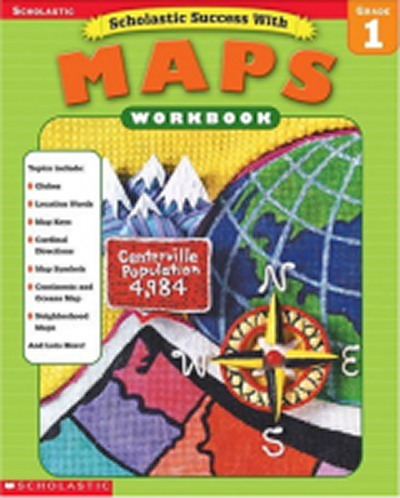 SCHOLASTIC
Scholastic Success With
GRADE
1
MAPS
WORKBOOK
Topics include:
Globes
Location Words
Map Keys
Cardinal
Directions
Map Symbols
Continents and
Oceans Map
Neighborhood
Maps
And Lots More!
Centerville
Population
4,984
N
W
E
S
SCHOLASTIC